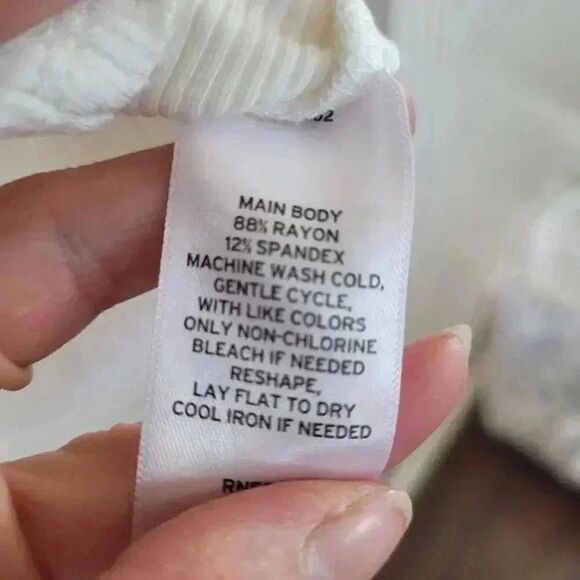 MAIN BODY
88% RAYON
12% SPANDEX
MACHINE WASH COLD,
GENTLE CYCLE,
WITH LIKE COLORS
ONLY NON-CHLORINE
BLEACH IF NEEDED
RESHAPE,
LAY FLAT TO DRY
COOL IRON IF NEEDED